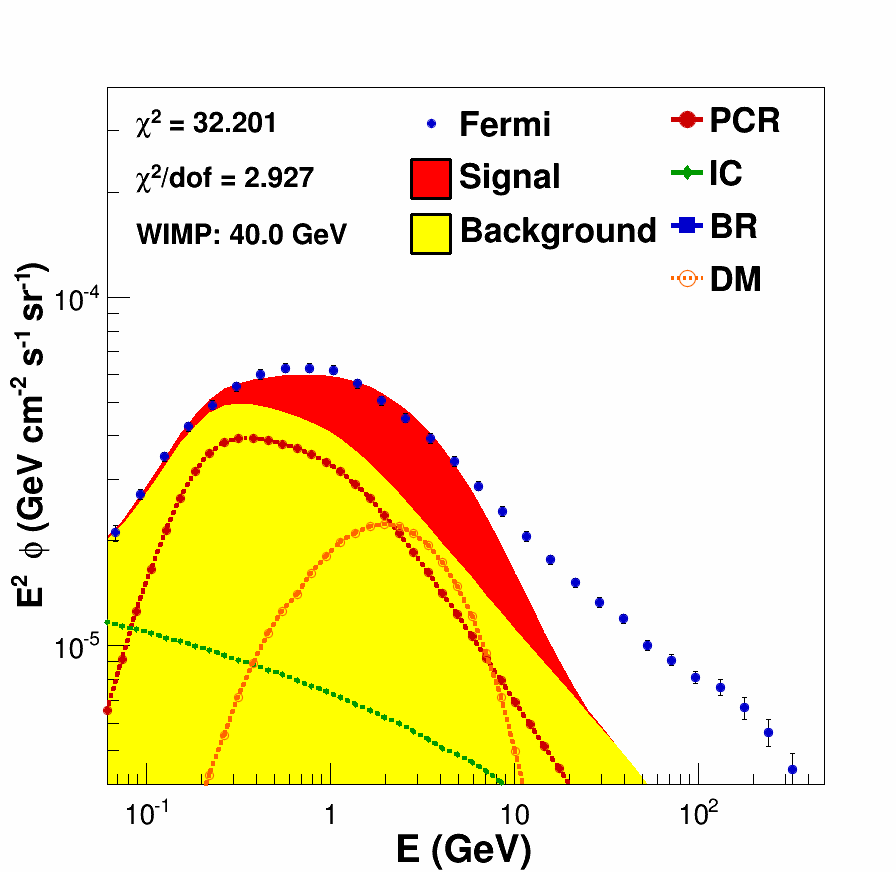 χ² = 32.201
χ²/dof = 2.927
WIMP: 40.0 GeV
Fermi
Signal
Background
PCR
IC
BR
DM
E² ϕ (GeV cm⁻² s⁻¹ sr⁻¹)
10⁻⁴
10⁻⁵
10⁻¹
1
10
10²
E (GeV)